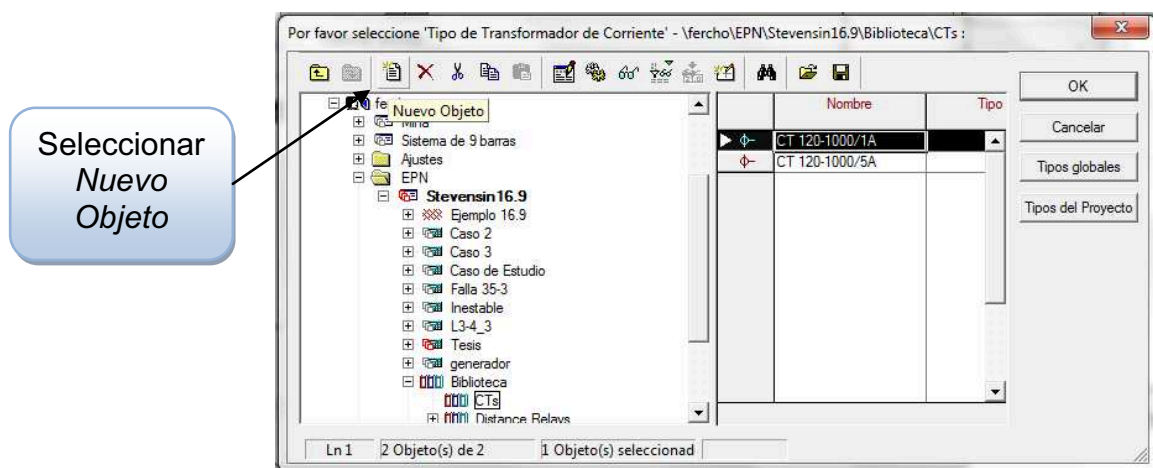 Por favor seleccione 'Tipo de Transformador de Corriente' - \fercho\EPN\Stevensin16.9\Biblioteca\CTs :
Seleccionar
Nuevo
Objeto
Nuevo Objeto
Mina
Sistema de 9 barras
Ajustes
EPN
Stevensin16.9
Ejemplo 16.9
Caso 2
Caso 3
Caso de Estudio
Falla 35-3
Inestable
L3-4_3
Tesis
generador
Biblioteca
CTs
Distance Relays
Nombre Tipo
CT 120-1000/1A
CT 120-1000/5A
OK
Cancelar
Tipos globales
Tipos del Proyecto
Ln 1 2 Objeto(s) de 2 1 Objeto(s) seleccionad